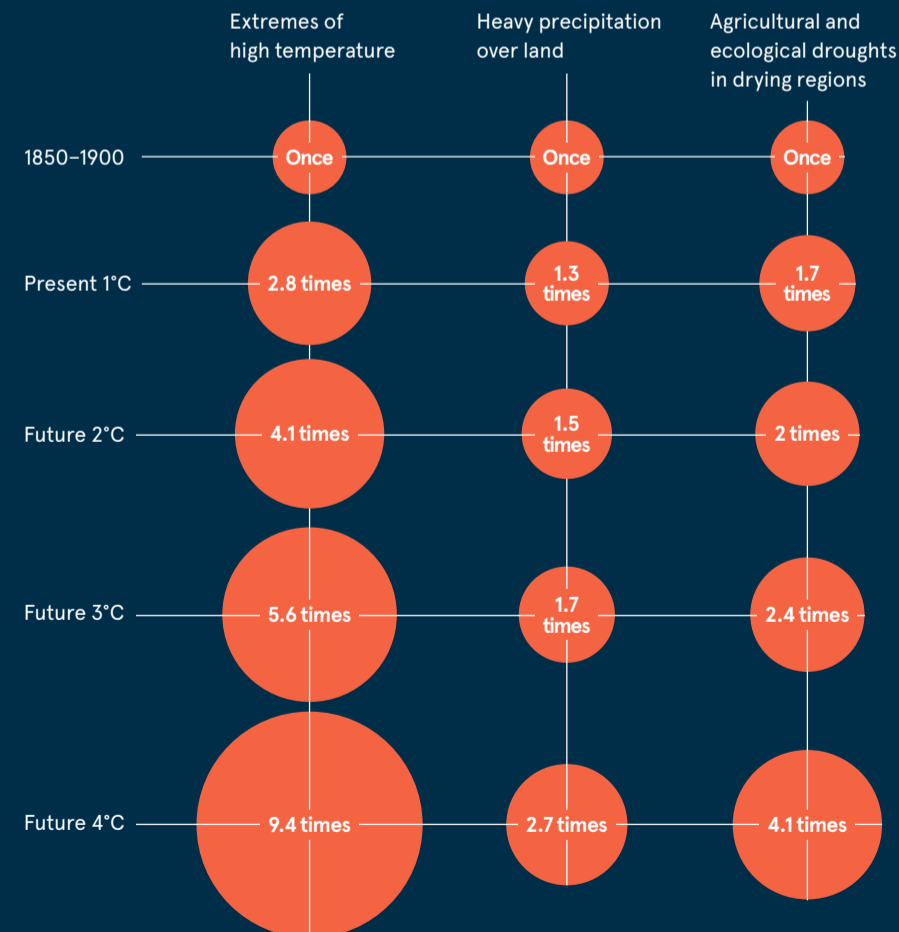 Extremes of
high temperature
Heavy precipitation
over land
Agricultural and
ecological droughts
in drying regions
1850–1900
Once
Once
Once
Present 1°C
2.8 times
1.3
times
1.7
times
Future 2°C
4.1 times
1.5
times
2 times
Future 3°C
5.6 times
1.7
times
2.4 times
Future 4°C
9.4 times
2.7 times
4.1 times